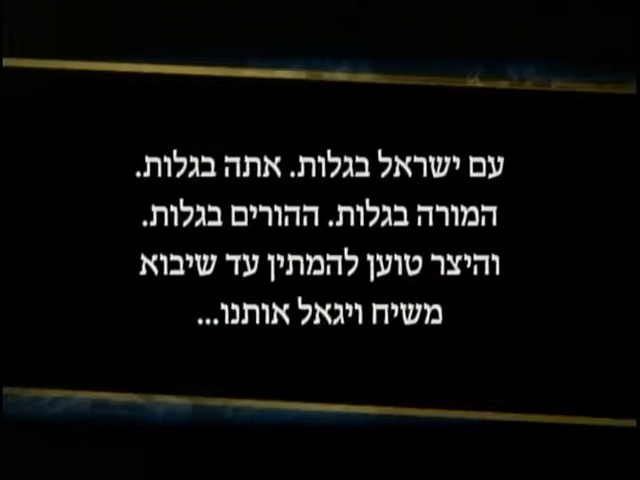 עם ישראל בגלות. אתה בגלות.
המורה בגלות. ההורים בגלות.
והיצר טוען להמתין עד שיבוא
משיח ויגאל אותנו...